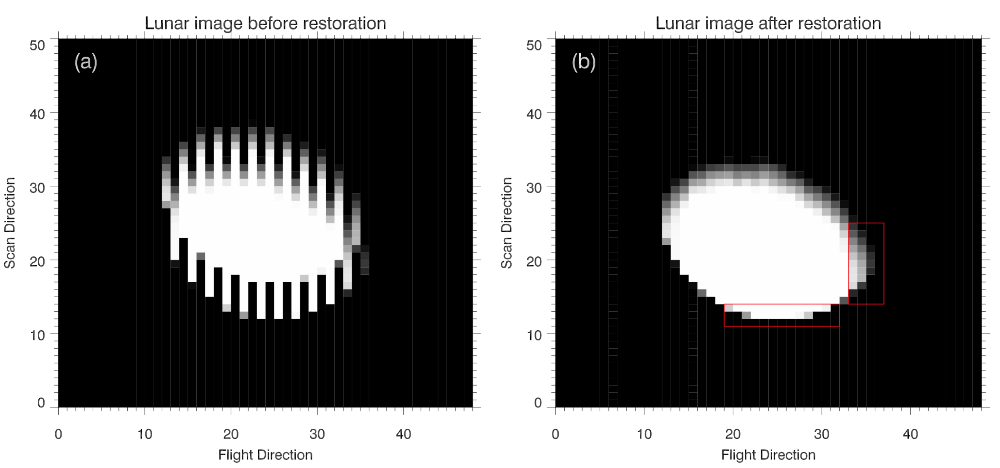 Lunar image before restoration
(a)
50
40
30
20
10
0
Scan Direction
0 10 20 30 40
Flight Direction
Lunar image after restoration
(b)
50
40
30
20
10
0
Scan Direction
0 10 20 30 40
Flight Direction